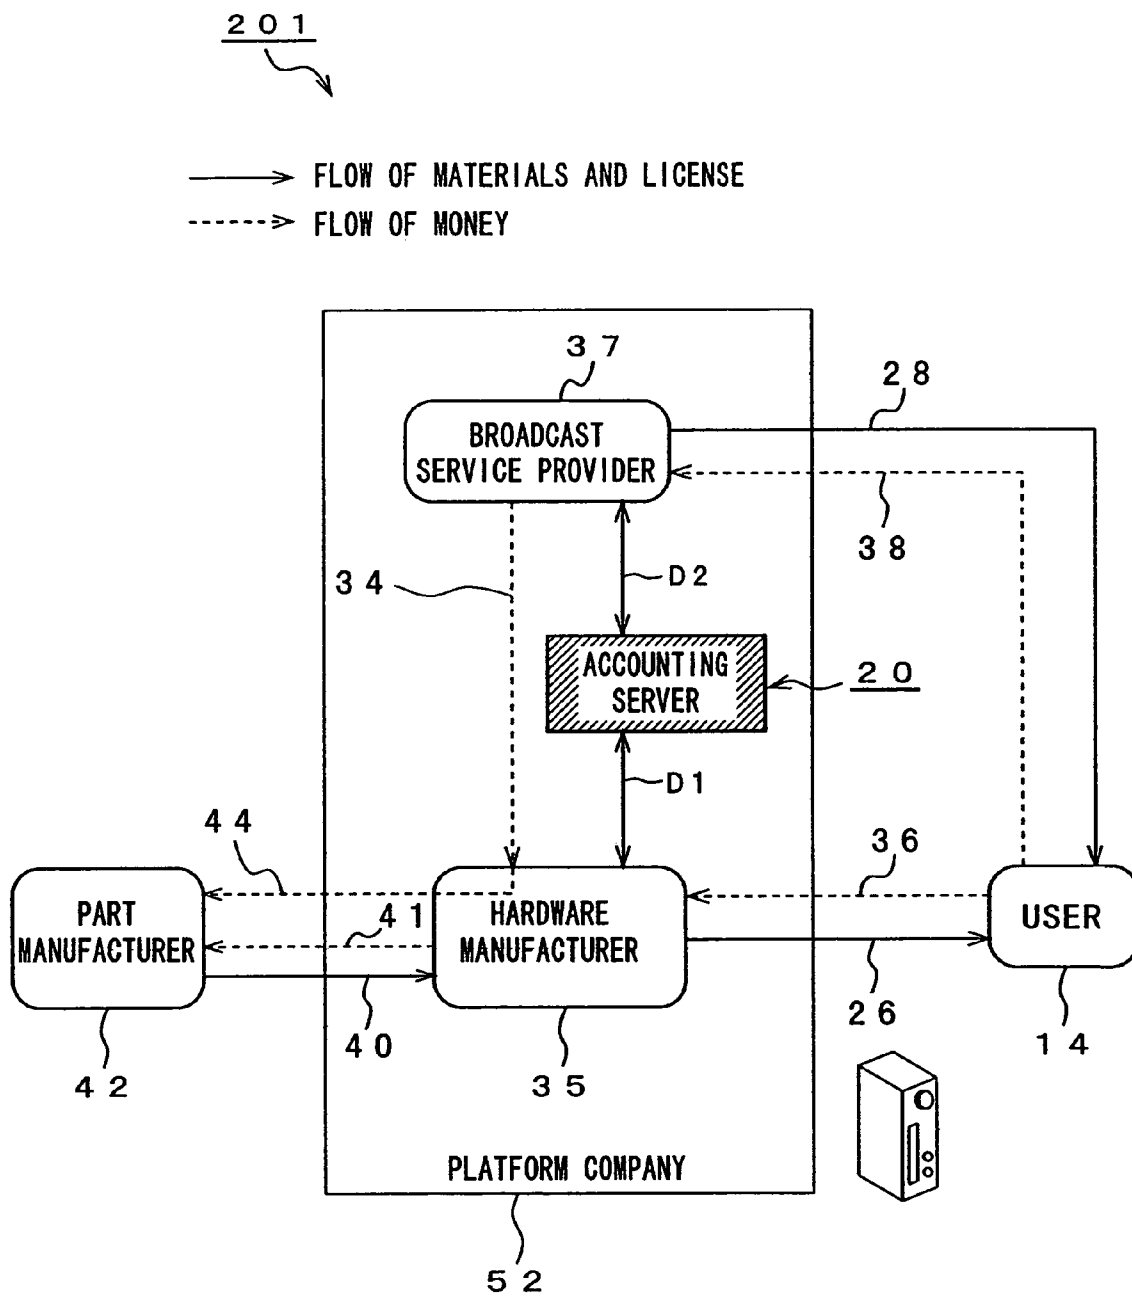 201
FLOW OF MATERIALS AND LICENSE
FLOW OF MONEY
37
28
BROADCAST
SERVICE PROVIDER
38
34
D2
ACCOUNTING
SERVER
20
D1
44
36
PART
MANUFACTURER
41
HARDWARE
MANUFACTURER
USER
40
26
14
42
35
PLATFORM COMPANY
52